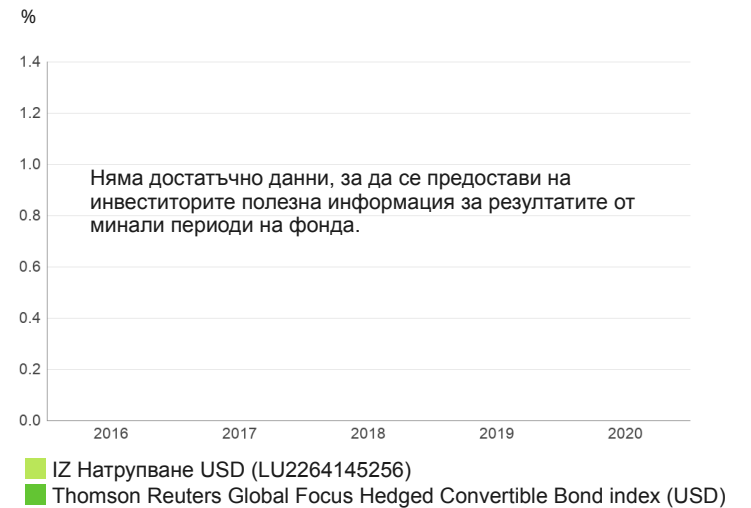 %
1.4
1.2
1.0
0.8
0.6
0.4
0.2
0.0
Няма достатъчно данни, за да се предостави на
инвеститорите полезна информация за резултатите от
минали периоди на фонда.
2016 2017 2018 2019 2020
IZ Натрупване USD (LU2264145256)
Thomson Reuters Global Focus Hedged Convertible Bond index (USD)